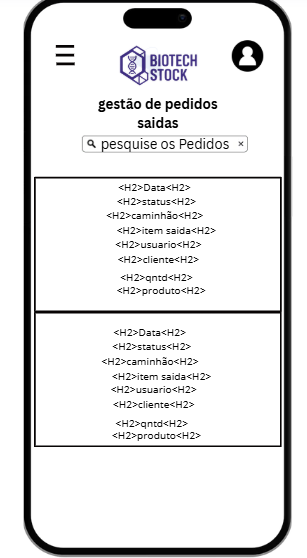 BIOTECH
STOCK
gestão de pedidos
saidas
pesquise os Pedidos ×
<H2>Data<H2>
<H2>status<H2>
<H2>caminhão<H2>
<H2>item saida<H2>
<H2>usuario<H2>
<H2>cliente<H2>
<H2>qntd<H2>
<H2>produto<H2>
<H2>Data<H2>
<H2>status<H2>
<H2>caminhão<H2>
<H2>item saida<H2>
<H2>usuario<H2>
<H2>cliente<H2>
<H2>qntd<H2>
<H2>produto<H2>